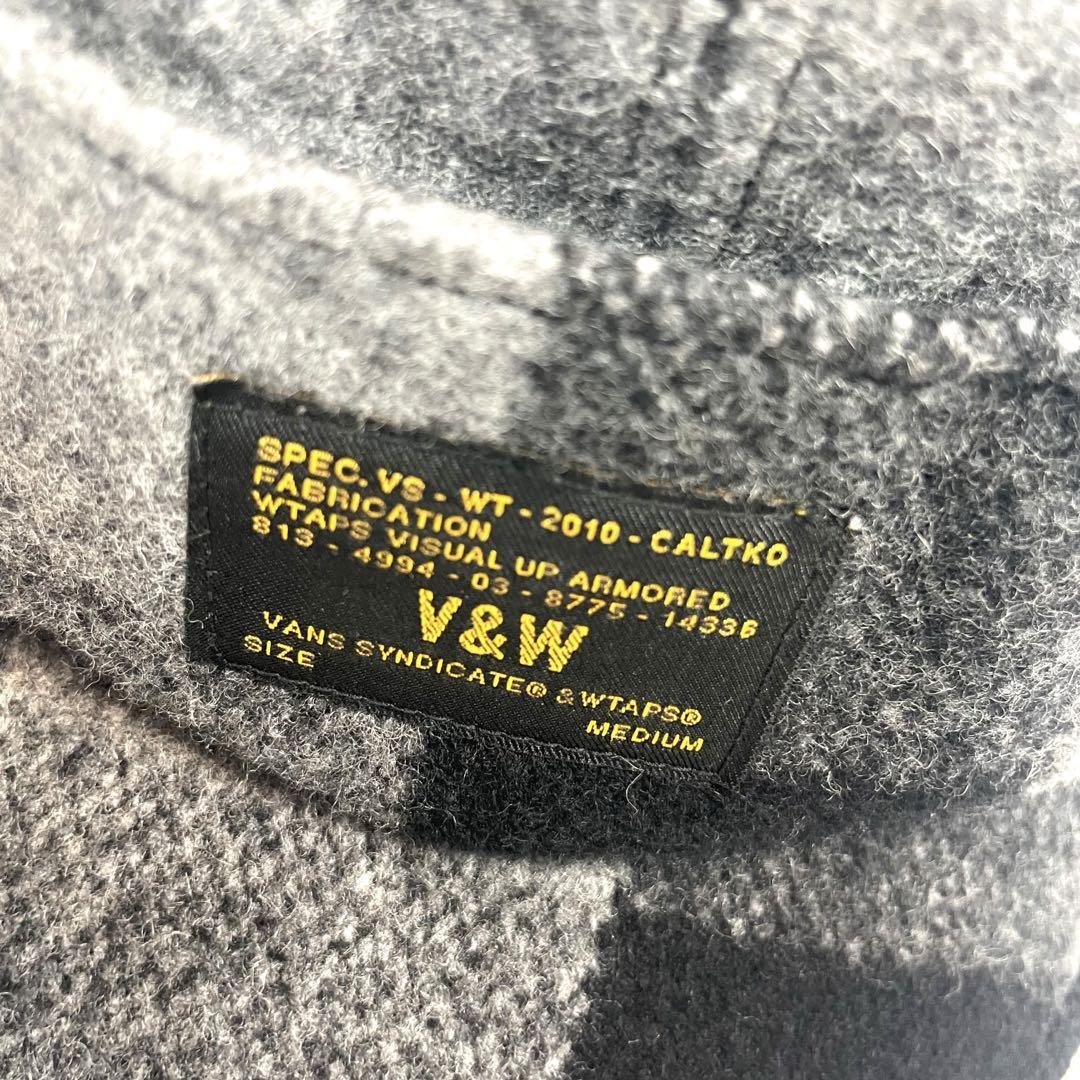 SPEC. VS - WT - 2010 - CALTKO
FABRICATION
WTAPS VISUAL UP ARMORED
813 - 4994 - 03 - 8775 - 1433B
V&W
VANS SYNDICATE® & WTAPS®
SIZE MEDIUM